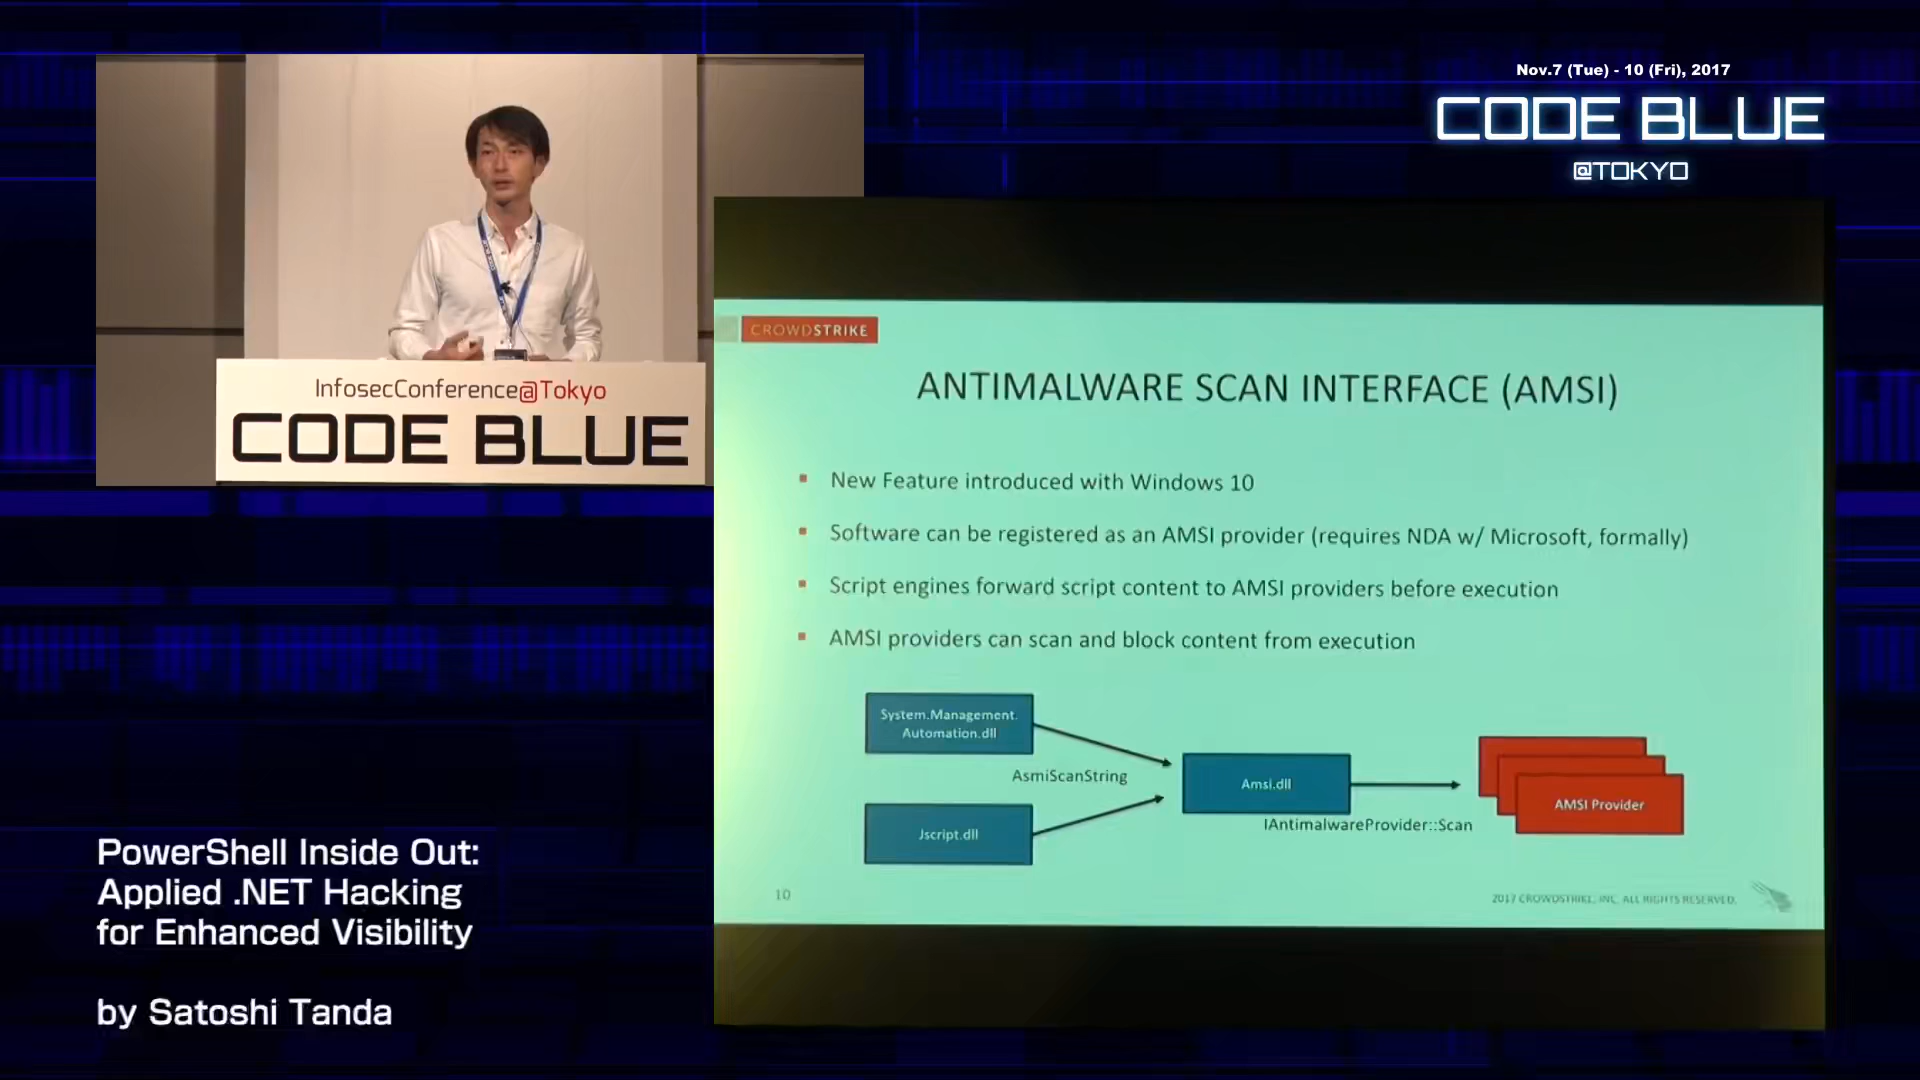 Nov.7 (Tue) - 10 (Fri), 2017
CODE BLUE
@TOKYO
InfosecConference@Tokyo
CODE BLUE
CROWDSTRIKE
ANTIMALWARE SCAN INTERFACE (AMSI)
▪ New Feature introduced with Windows 10
▪ Software can be registered as an AMSI provider (requires NDA w/ Microsoft, formally)
▪ Script engines forward script content to AMSI providers before execution
▪ AMSI providers can scan and block content from execution
System.Management.
Automation.dll
AsmiScanString
Jscript.dll
Amsi.dll
IAntimalwareProvider::Scan
AMSI Provider
10
2017 CROWDSTRIKE, INC. ALL RIGHTS RESERVED.
PowerShell Inside Out:
Applied .NET Hacking
for Enhanced Visibility
by Satoshi Tanda